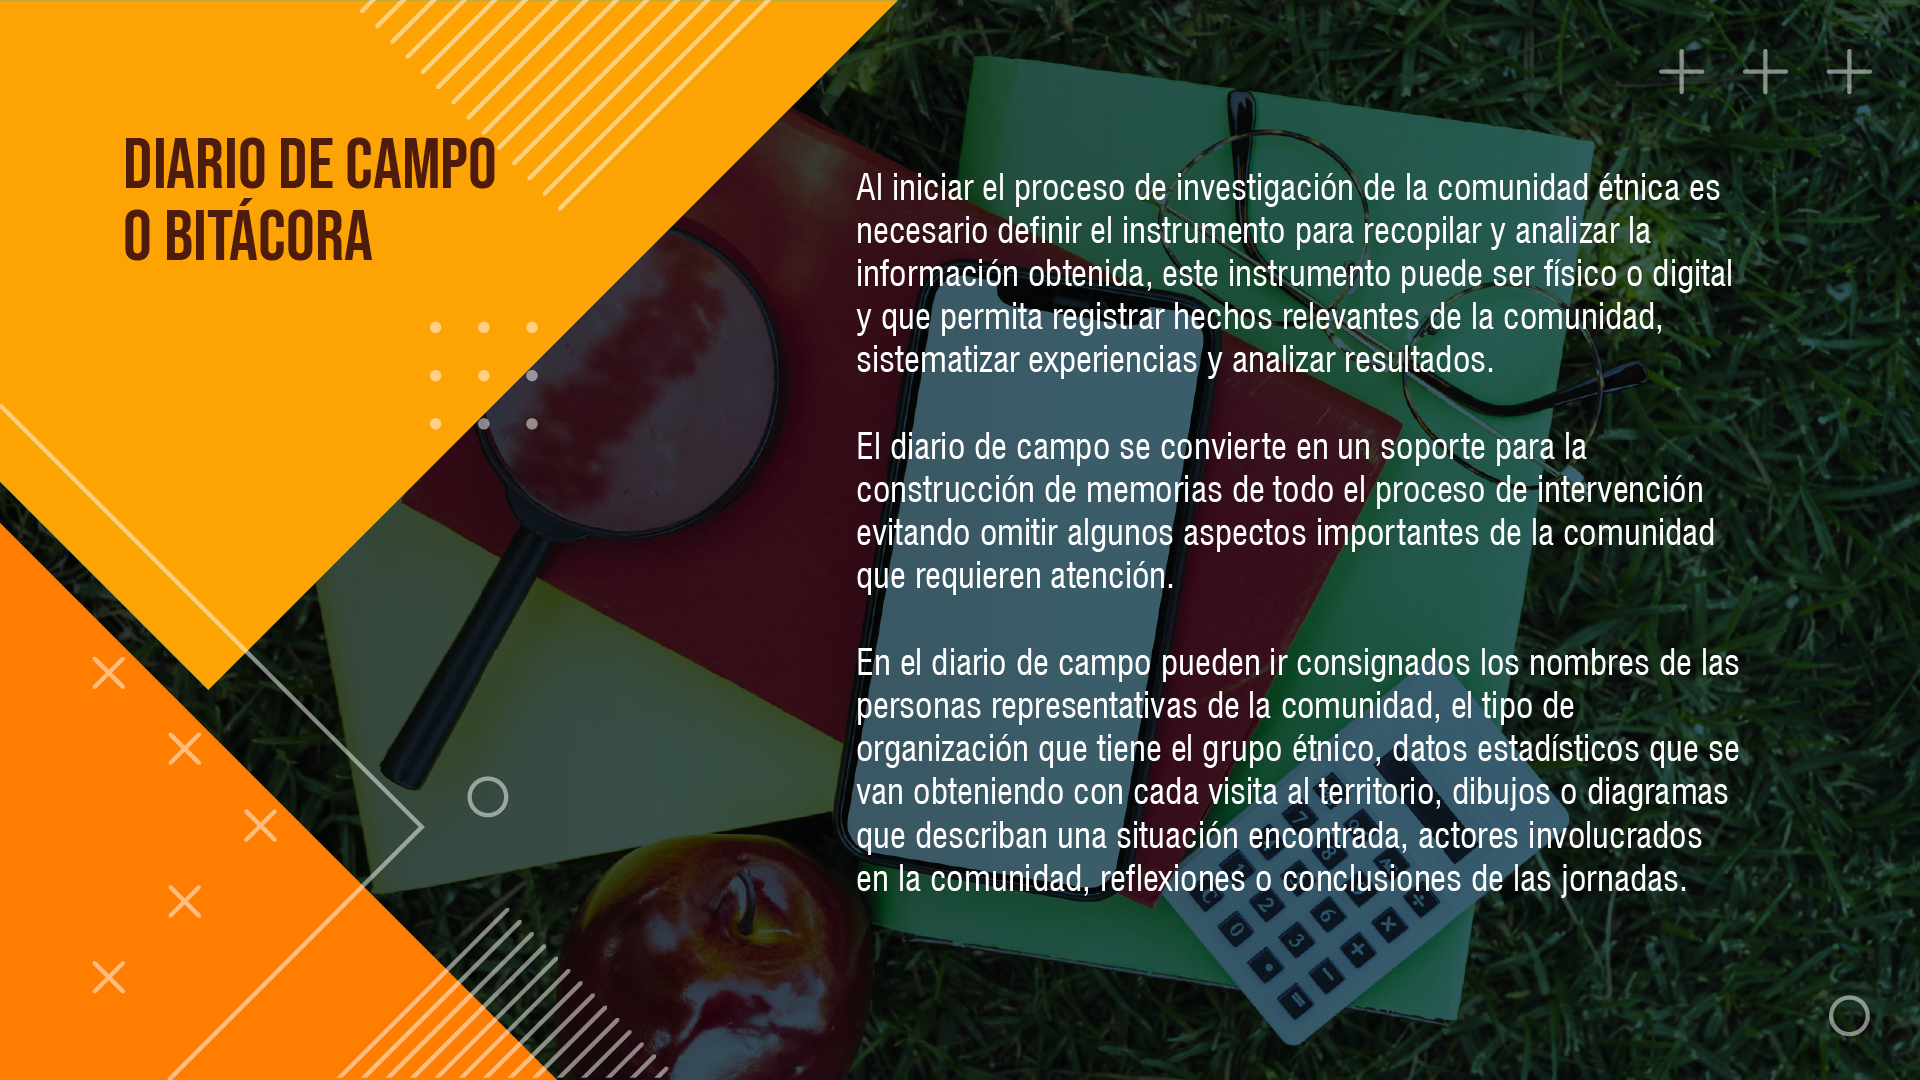 DIARIO DE CAMPO
O BITÁCORA
Al iniciar el proceso de investigación de la comunidad étnica es
necesario definir el instrumento para recopilar y analizar la
información obtenida, este instrumento puede ser físico o digital
y que permita registrar hechos relevantes de la comunidad,
sistematizar experiencias y analizar resultados.
El diario de campo se convierte en un soporte para la
construcción de memorias de todo el proceso de intervención
evitando omitir algunos aspectos importantes de la comunidad
que requieren atención.
En el diario de campo pueden ir consignados los nombres de las
personas representativas de la comunidad, el tipo de
organización que tiene el grupo étnico, datos estadísticos que se
van obteniendo con cada visita al territorio, dibujos o diagramas
que describan una situación encontrada, actores involucrados
en la comunidad, reflexiones o conclusiones de las jornadas.